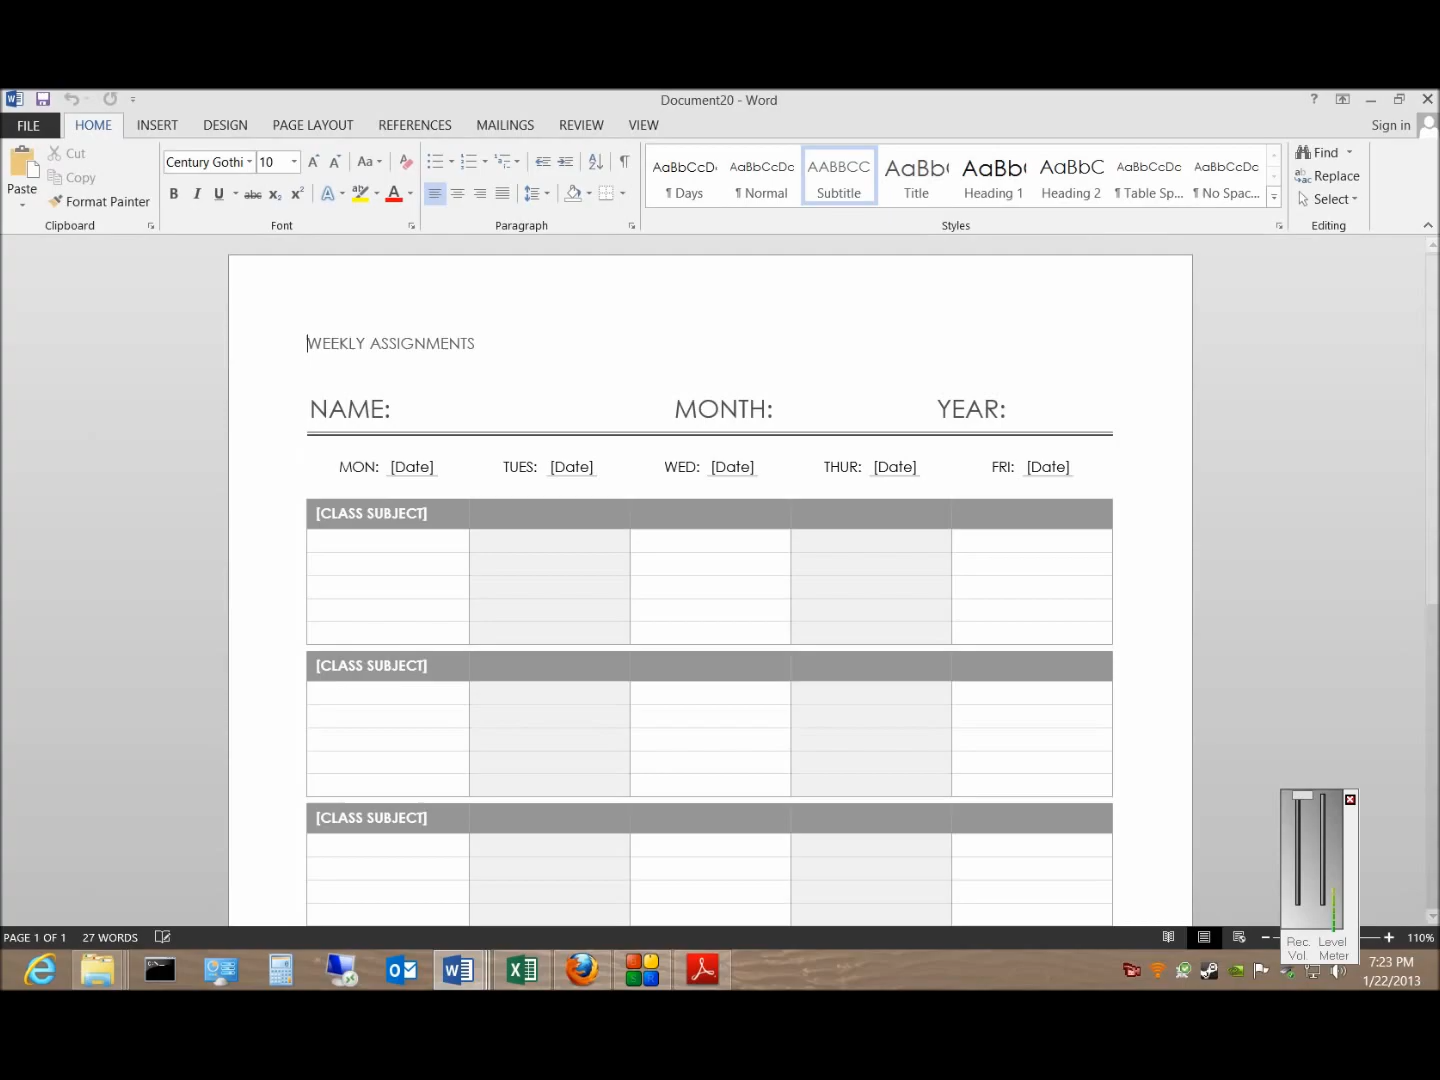 Document20 - Word
? 
FILE HOME INSERT DESIGN PAGE LAYOUT REFERENCES MAILINGS REVIEW VIEW Sign in
Cut
Copy
Paste
Format Painter
Clipboard
Century Gothi 10
Font
Paragraph
AaBbCcDc AaBbCcDc AABBCC AaBb( AaBb( AaBbC AaBbCcDc AaBbCcDc
¶ Days ¶ Normal Subtitle Title Heading 1 Heading 2 ¶ Table Sp... ¶ No Spac...
Styles
Find
Replace
Select
Editing
WEEKLY ASSIGNMENTS
NAME: MONTH: YEAR:
MON: [Date] TUES: [Date] WED: [Date] THUR: [Date] FRI: [Date]
[CLASS SUBJECT]
[CLASS SUBJECT]
[CLASS SUBJECT]
PAGE 1 OF 1 27 WORDS 110%
Rec. Level
Vol. Meter
7:23 PM
1/22/2013